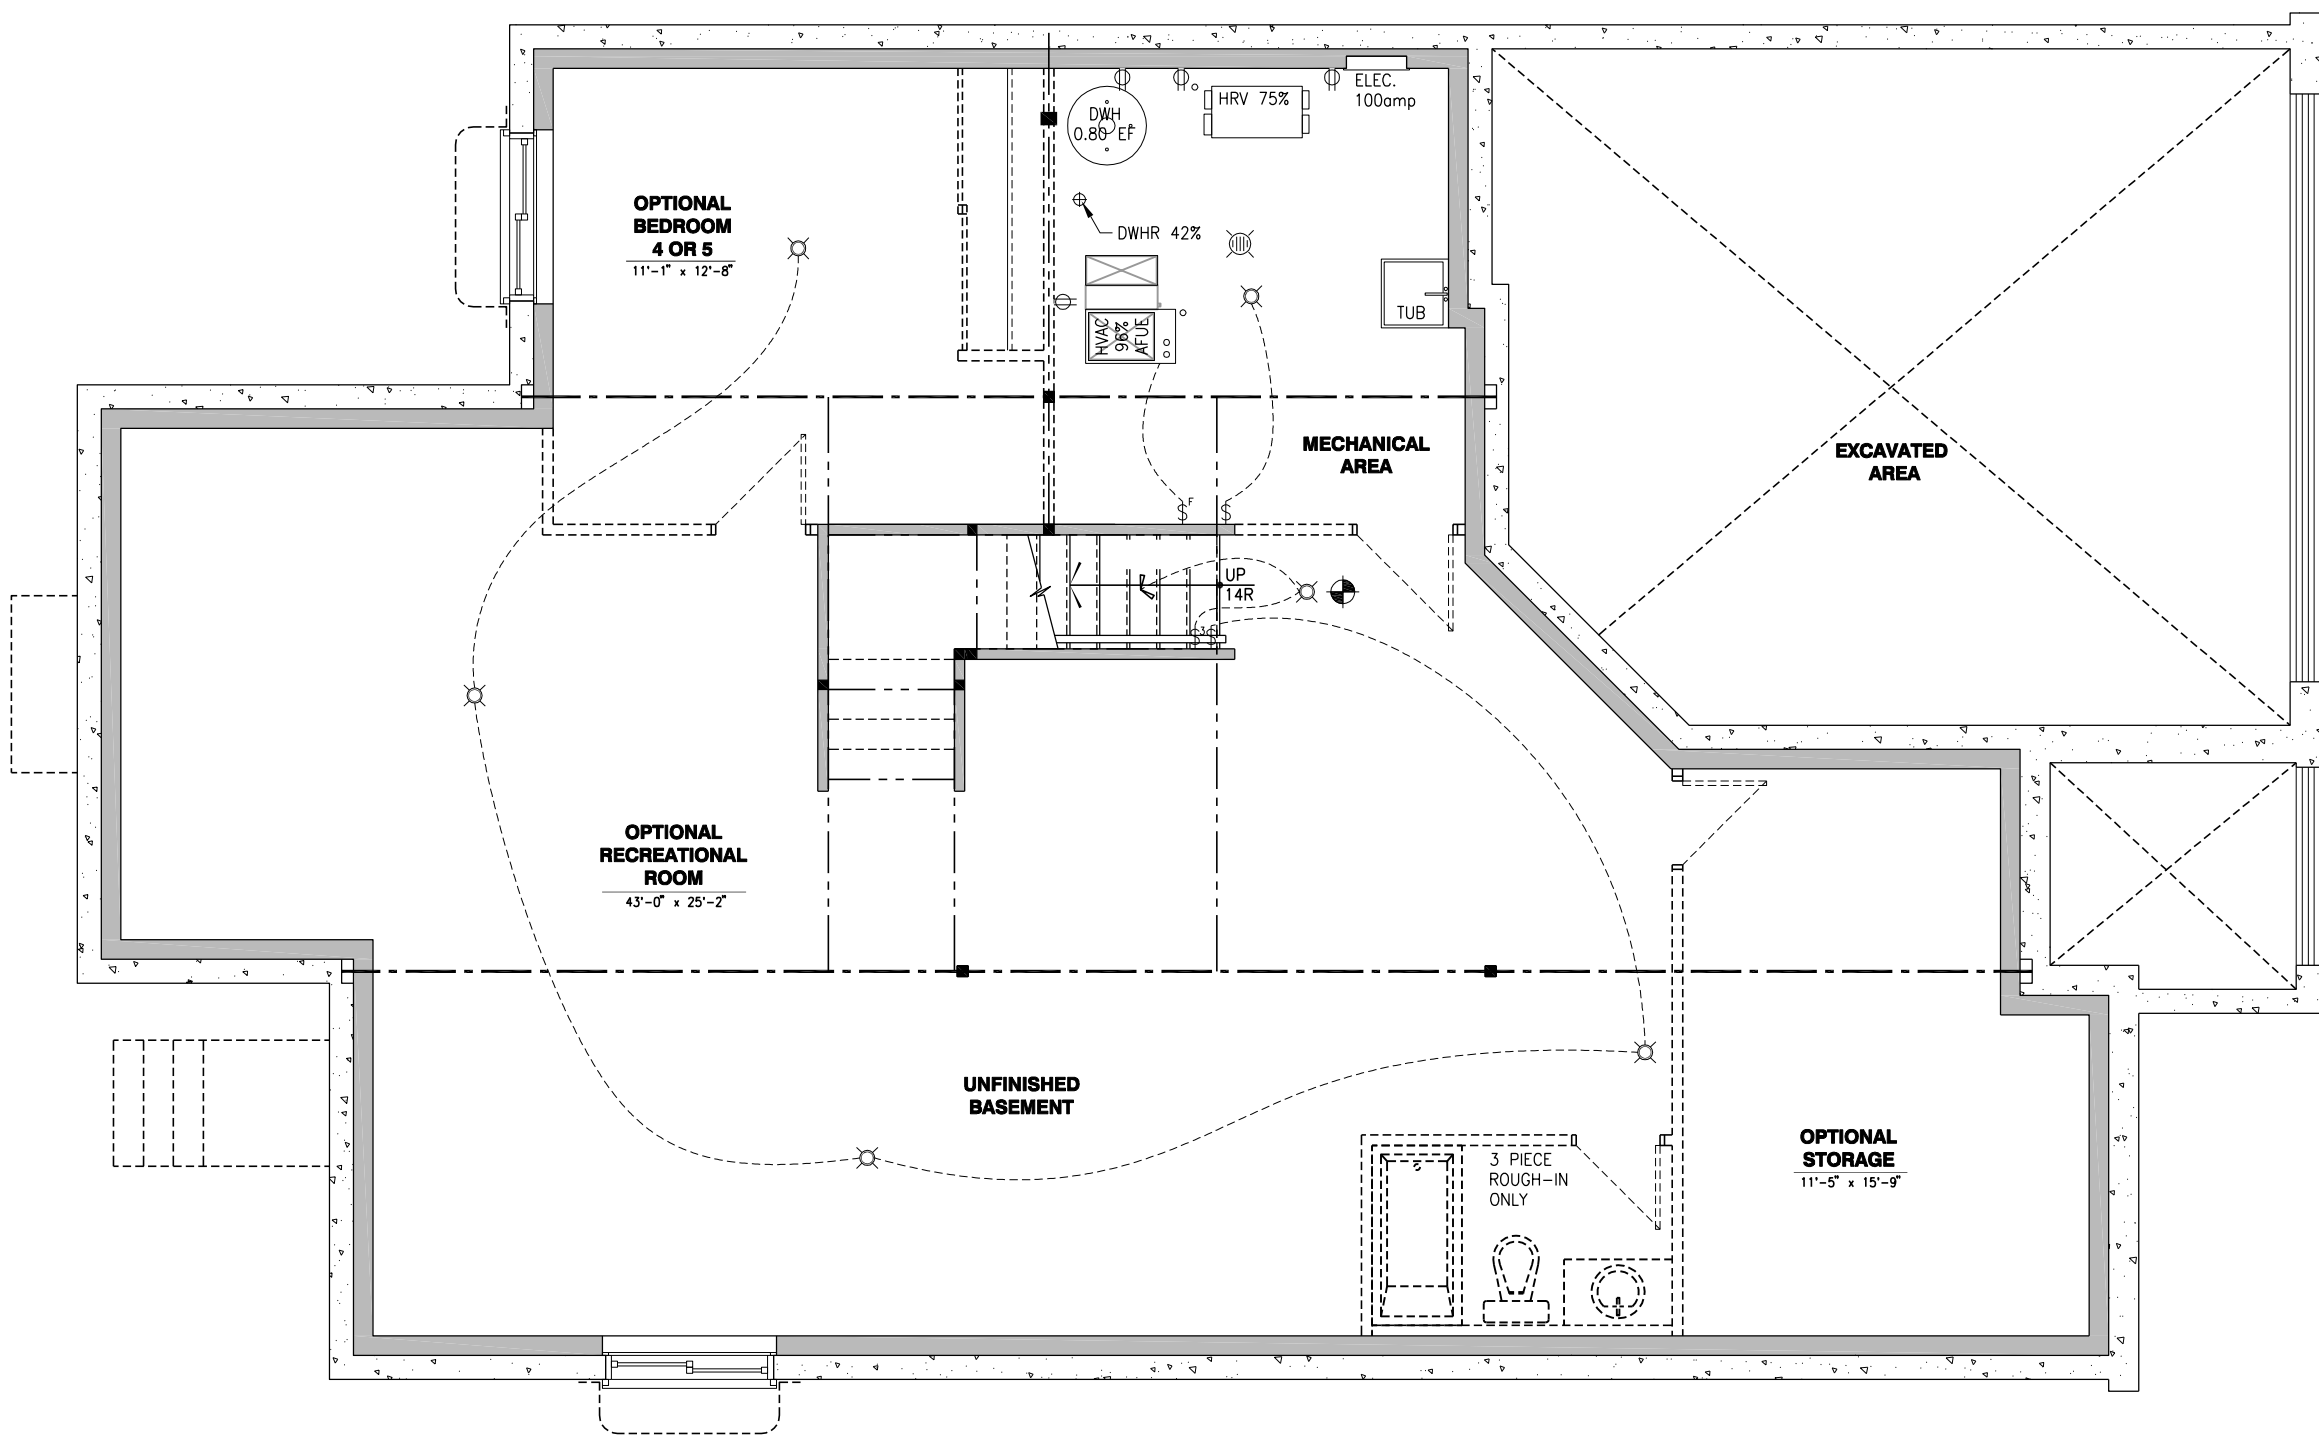 ELEC.
100amp
HRV 75%
DWH
0.80 EF
OPTIONAL
BEDROOM
4 OR 5
11'-1" x 12'-8"
DWHR 42%
TUB
HVAC
96%
AFUE
MECHANICAL
AREA
EXCAVATED
AREA
$F
$
UP
14R
$3$
OPTIONAL
RECREATIONAL
ROOM
43'-0" x 25'-2"
UNFINISHED
BASEMENT
3 PIECE
ROUGH-IN
ONLY
OPTIONAL
STORAGE
11'-5" x 15'-9"